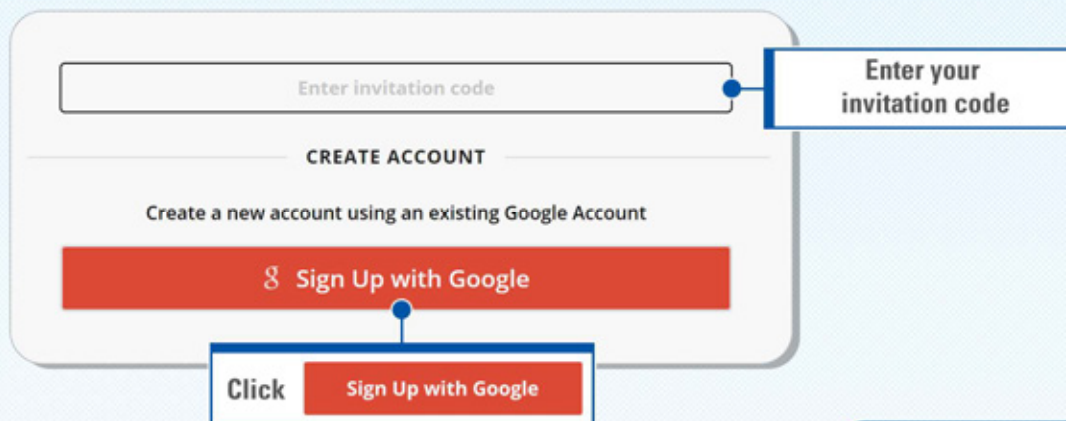 Enter invitation code
Enter your
invitation code
CREATE ACCOUNT
Create a new account using an existing Google Account
g Sign Up with Google
Click Sign Up with Google